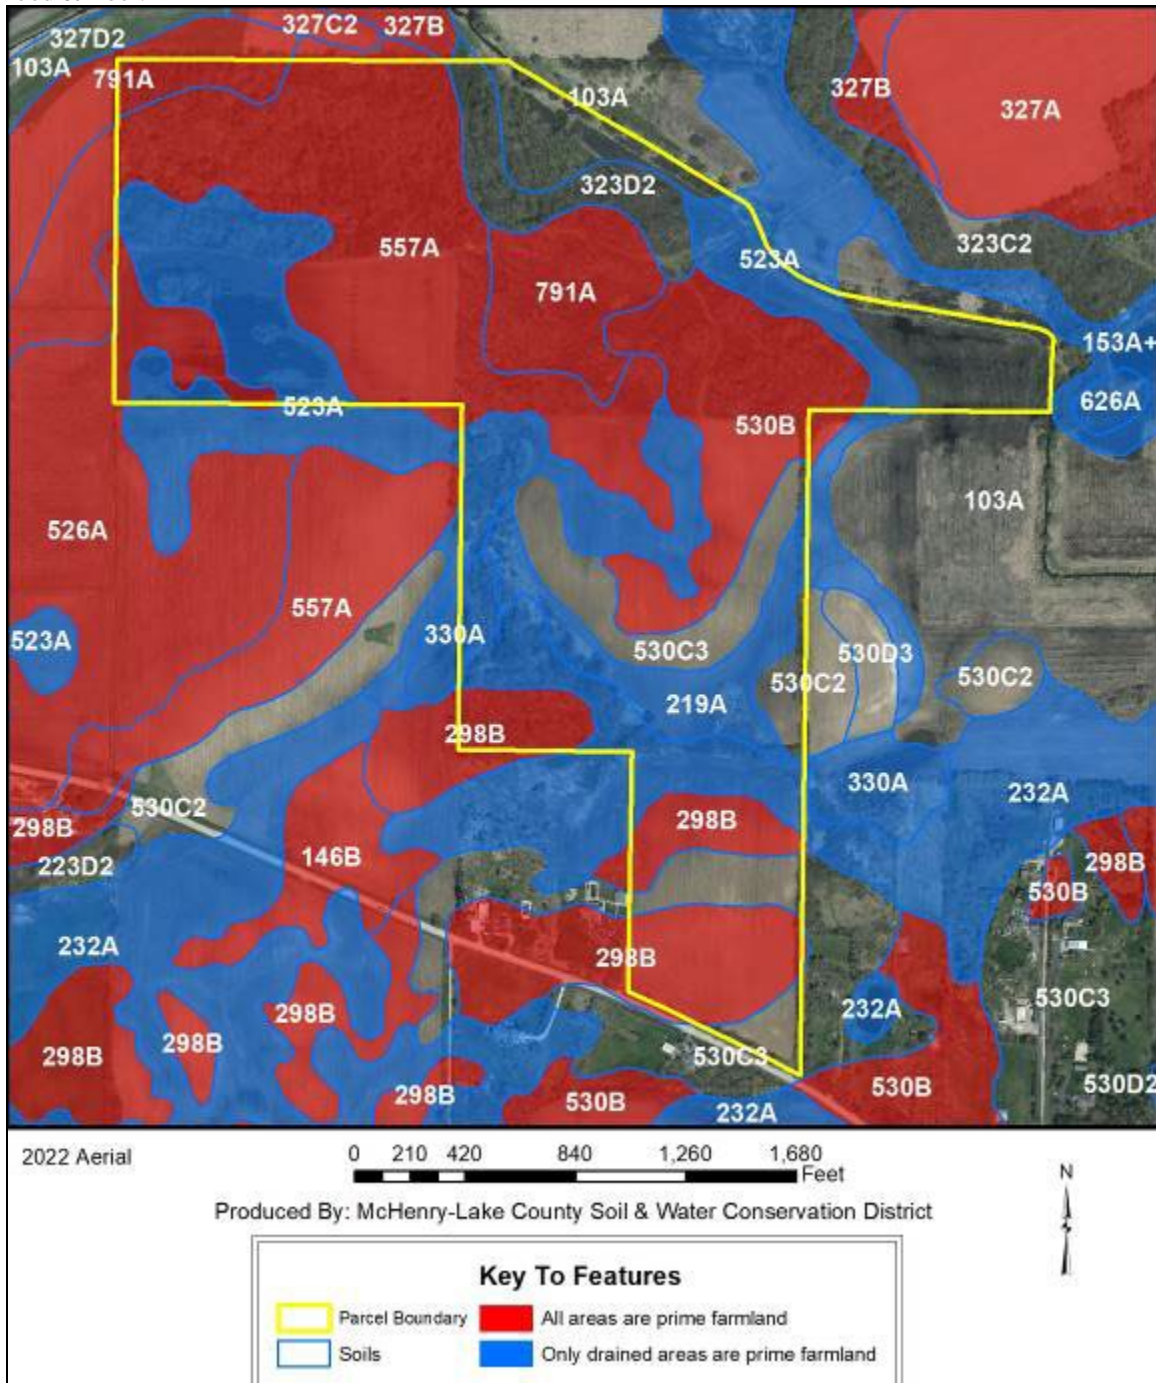 327D2
327C2
327B
103A
791A
103A
327B
327A
323D2
557A
523A
323C2
791A
153A+
523A
626A
530B
526A
103A
557A
523A
330A
530C3
530D3
530C2
530C2
219A
298B
330A
232A
530C2
298B
298B
223D2
146B
298B
530B
232A
298B
232A
530C3
298B
298B
298B
530C3
530B
530D2
298B
530B
232A
2022 Aerial
0 210 420 840 1,260 1,680
Feet
N
Produced By: McHenry-Lake County Soil & Water Conservation District
Key To Features
Parcel Boundary All areas are prime farmland
Soils Only drained areas are prime farmland